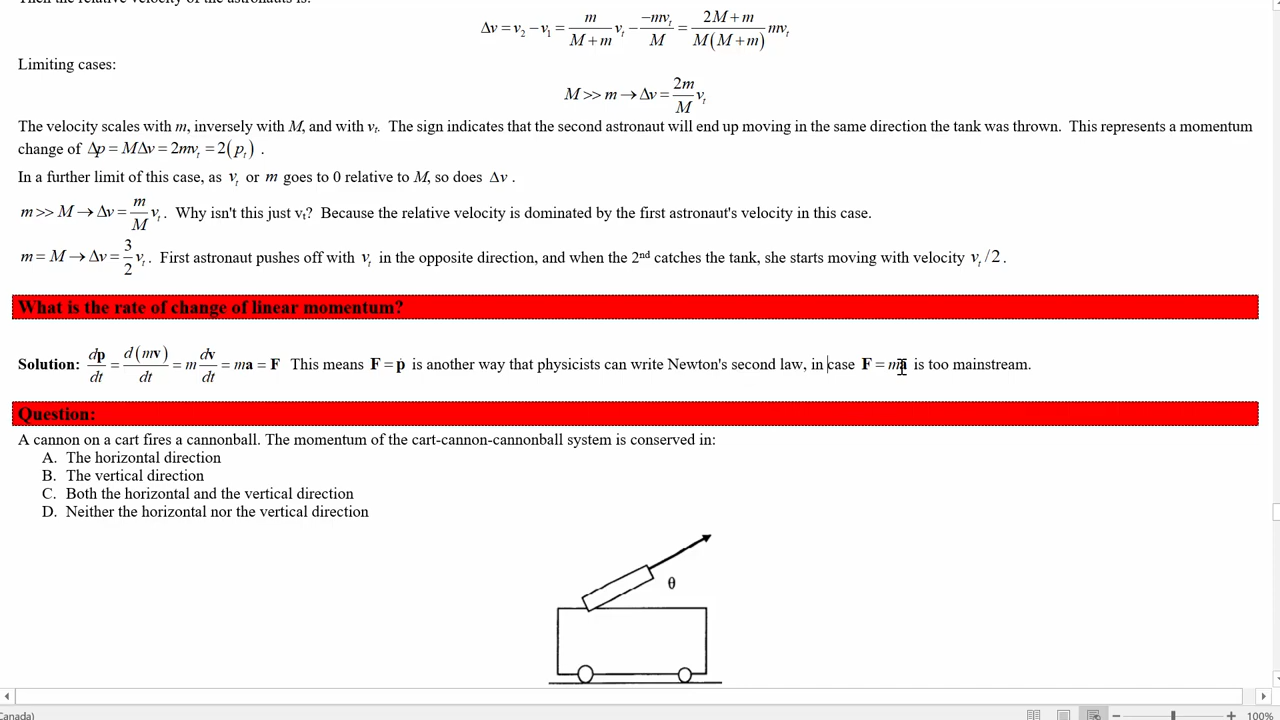 Then the relative velocity of the astronauts is:
Δv = v₂ − v₁ = m/(M+m) vₜ − (−mvₜ)/M = (2M+m)/(M(M+m)) mvₜ
Limiting cases:
M >> m → Δv = 2m/M vₜ
The velocity scales with m, inversely with M, and with vₜ. The sign indicates that the second astronaut will end up moving in the same direction the tank was thrown. This represents a momentum
change of Δp = MΔv = 2mvₜ = 2(pₜ) .
In a further limit of this case, as vₜ or m goes to 0 relative to M, so does Δv .
m >> M → Δv = m/M vₜ . Why isn't this just vₜ? Because the relative velocity is dominated by the first astronaut's velocity in this case.
m = M → Δv = 3/2 vₜ . First astronaut pushes off with vₜ in the opposite direction, and when the 2nd catches the tank, she starts moving with velocity vₜ/2 .
What is the rate of change of linear momentum?
Solution: dp/dt = d(mv)/dt = m dv/dt = ma = F This means F = ṗ is another way that physicists can write Newton's second law, in case F = ma is too mainstream.
Question:
A cannon on a cart fires a cannonball. The momentum of the cart-cannon-cannonball system is conserved in:
A. The horizontal direction
B. The vertical direction
C. Both the horizontal and the vertical direction
D. Neither the horizontal nor the vertical direction
θ
Canada)
100%